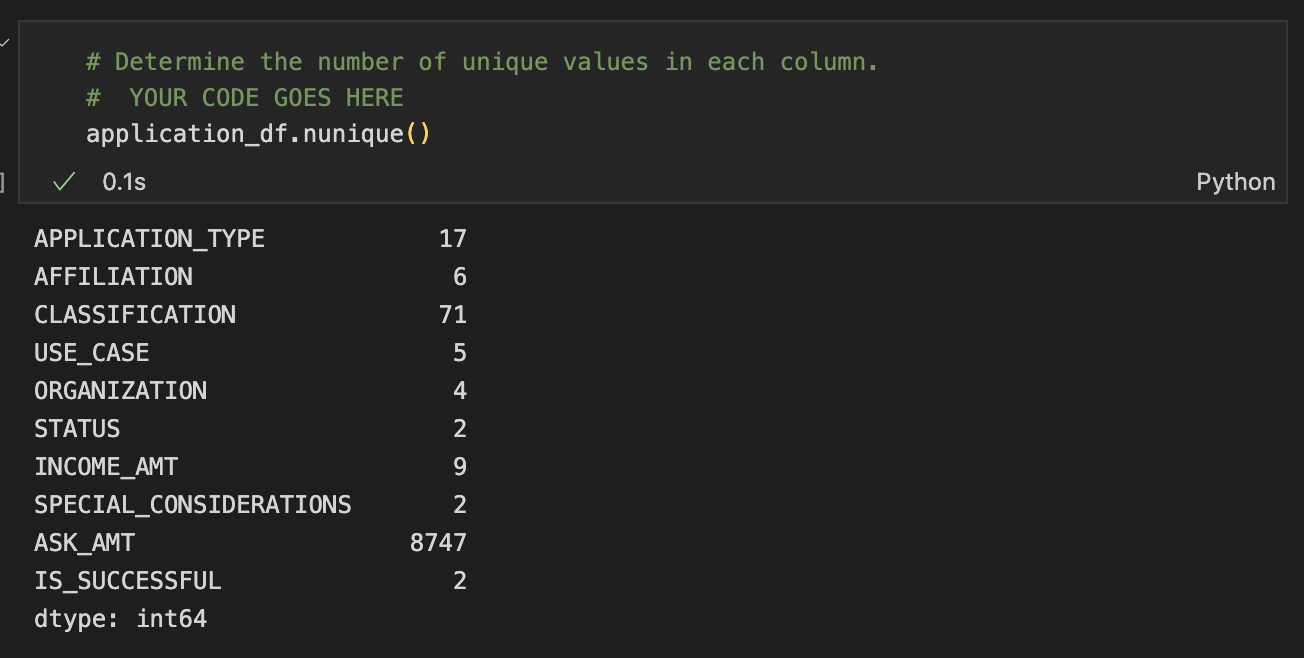 # Determine the number of unique values in each column.
#  YOUR CODE GOES HERE
application_df.nunique()
] ✓ 0.1s Python
APPLICATION_TYPE 17
AFFILIATION 6
CLASSIFICATION 71
USE_CASE 5
ORGANIZATION 4
STATUS 2
INCOME_AMT 9
SPECIAL_CONSIDERATIONS 2
ASK_AMT 8747
IS_SUCCESSFUL 2
dtype: int64